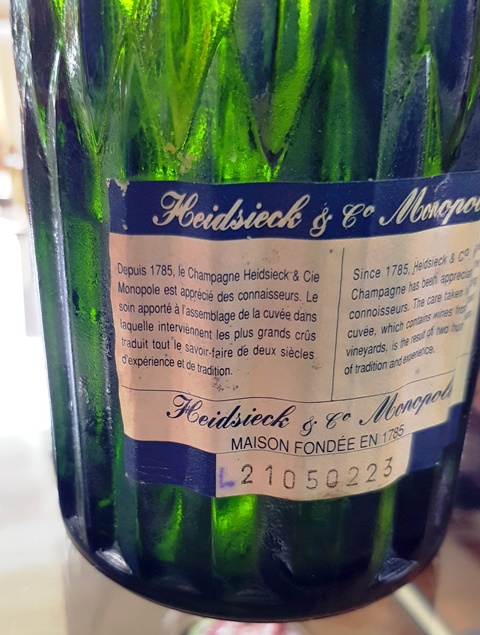 Heidsieck & Cº
Depuis 1785, le Champagne Heidsieck & Cie
Monopole est apprécié des connaisseurs. Le
soin apporté à l'assemblage de la cuvée dans
laquelle interviennent les plus grands crûs
traduit tout le savoir-faire de deux siècles
d'expérience et de tradition.
Since 1785, Heidsieck & Cº
Champagne has been
connoisseurs. The care taken
cuvée, which contains wines from
vineyards, is the result of two
of tradition and experience.
Heidsieck & Cº Monopole
MAISON FONDÉE EN 1785
L21050223